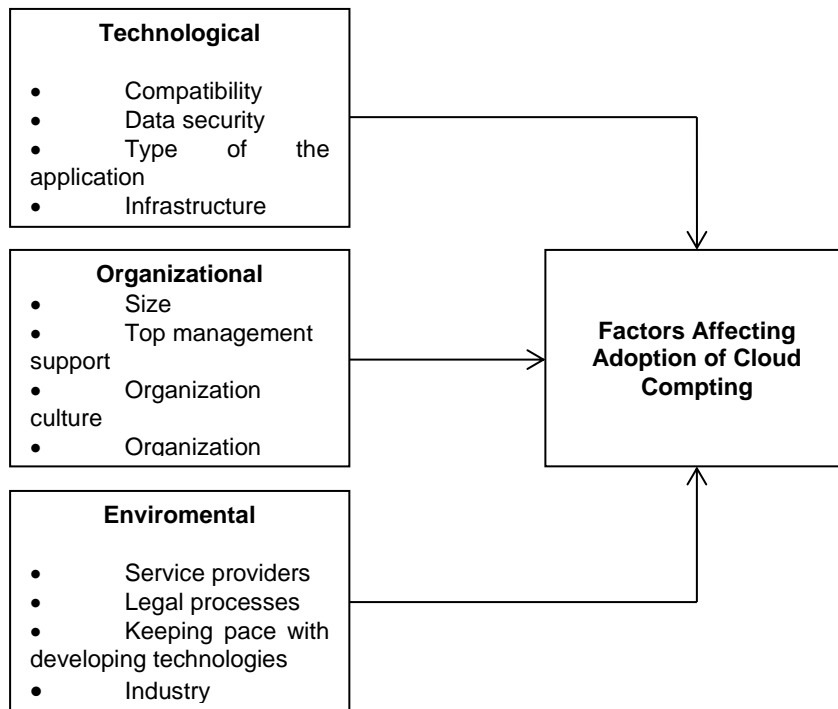 Technological
• Compatibility
• Data security
• Type of the
application
• Infrastructure
Organizational
• Size
• Top management
support
• Organization
culture
• Organization
Enviromental
• Service providers
• Legal processes
• Keeping pace with
developing technologies
• Industry
Factors Affecting
Adoption of Cloud
Compting